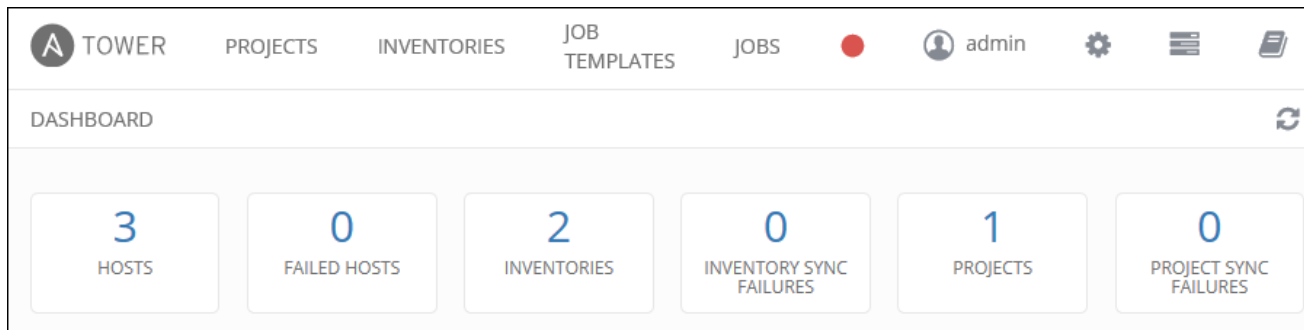 A TOWER PROJECTS INVENTORIES JOB TEMPLATES JOBS admin
DASHBOARD
3 0 2 0 1 0
HOSTS FAILED HOSTS INVENTORIES INVENTORY SYNC FAILURES PROJECTS PROJECT SYNC FAILURES